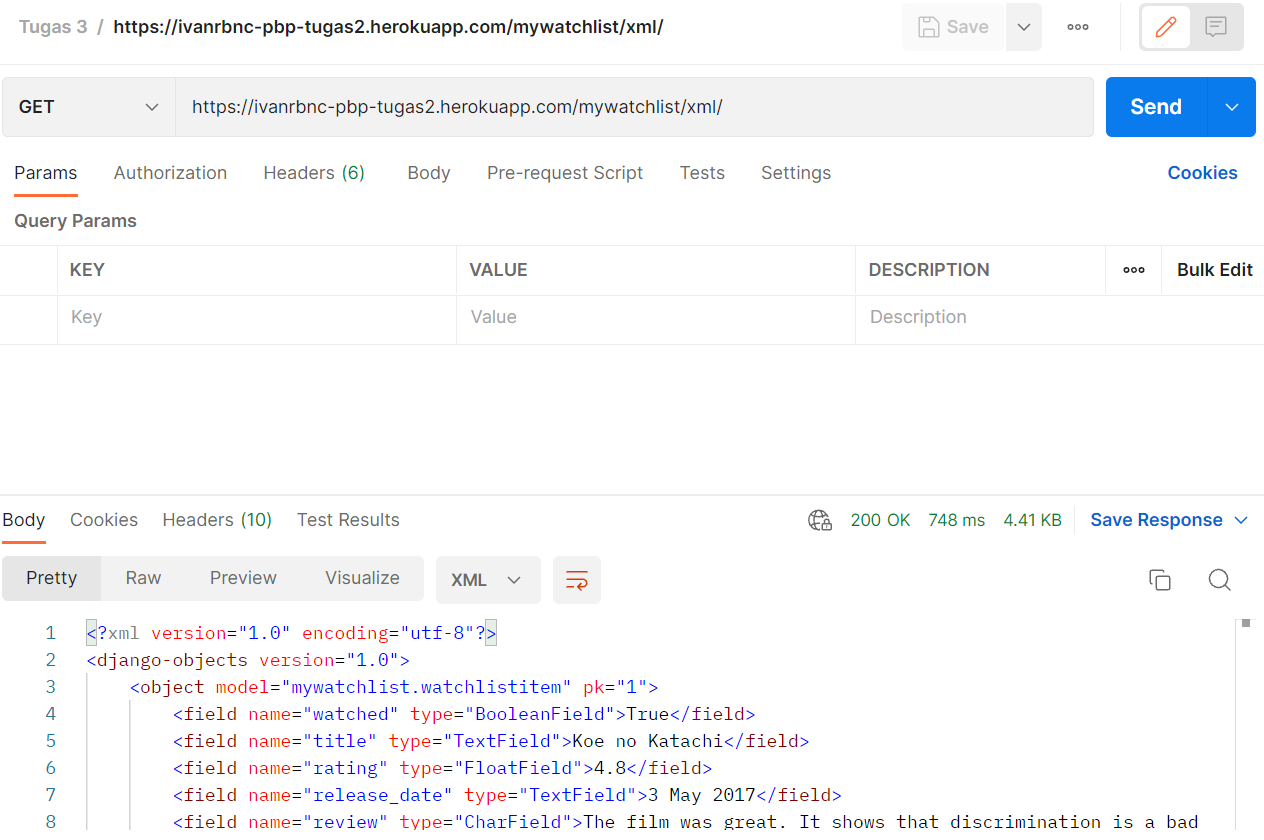 Tugas 3 / https://ivanrbnc-pbp-tugas2.herokuapp.com/mywatchlist/xml/ Save
GET https://ivanrbnc-pbp-tugas2.herokuapp.com/mywatchlist/xml/ Send
Params Authorization Headers (6) Body Pre-request Script Tests Settings Cookies
Query Params
KEY VALUE DESCRIPTION Bulk Edit
Key Value Description
Body Cookies Headers (10) Test Results 200 OK 748 ms 4.41 KB Save Response
Pretty Raw Preview Visualize XML
1 <?xml version="1.0" encoding="utf-8"?>
2 <django-objects version="1.0">
3 <object model="mywatchlist.watchlistitem" pk="1">
4 <field name="watched" type="BooleanField">True</field>
5 <field name="title" type="TextField">Koe no Katachi</field>
6 <field name="rating" type="FloatField">4.8</field>
7 <field name="release_date" type="TextField">3 May 2017</field>
8 <field name="review" type="CharField">The film was great. It shows that discrimination is a bad